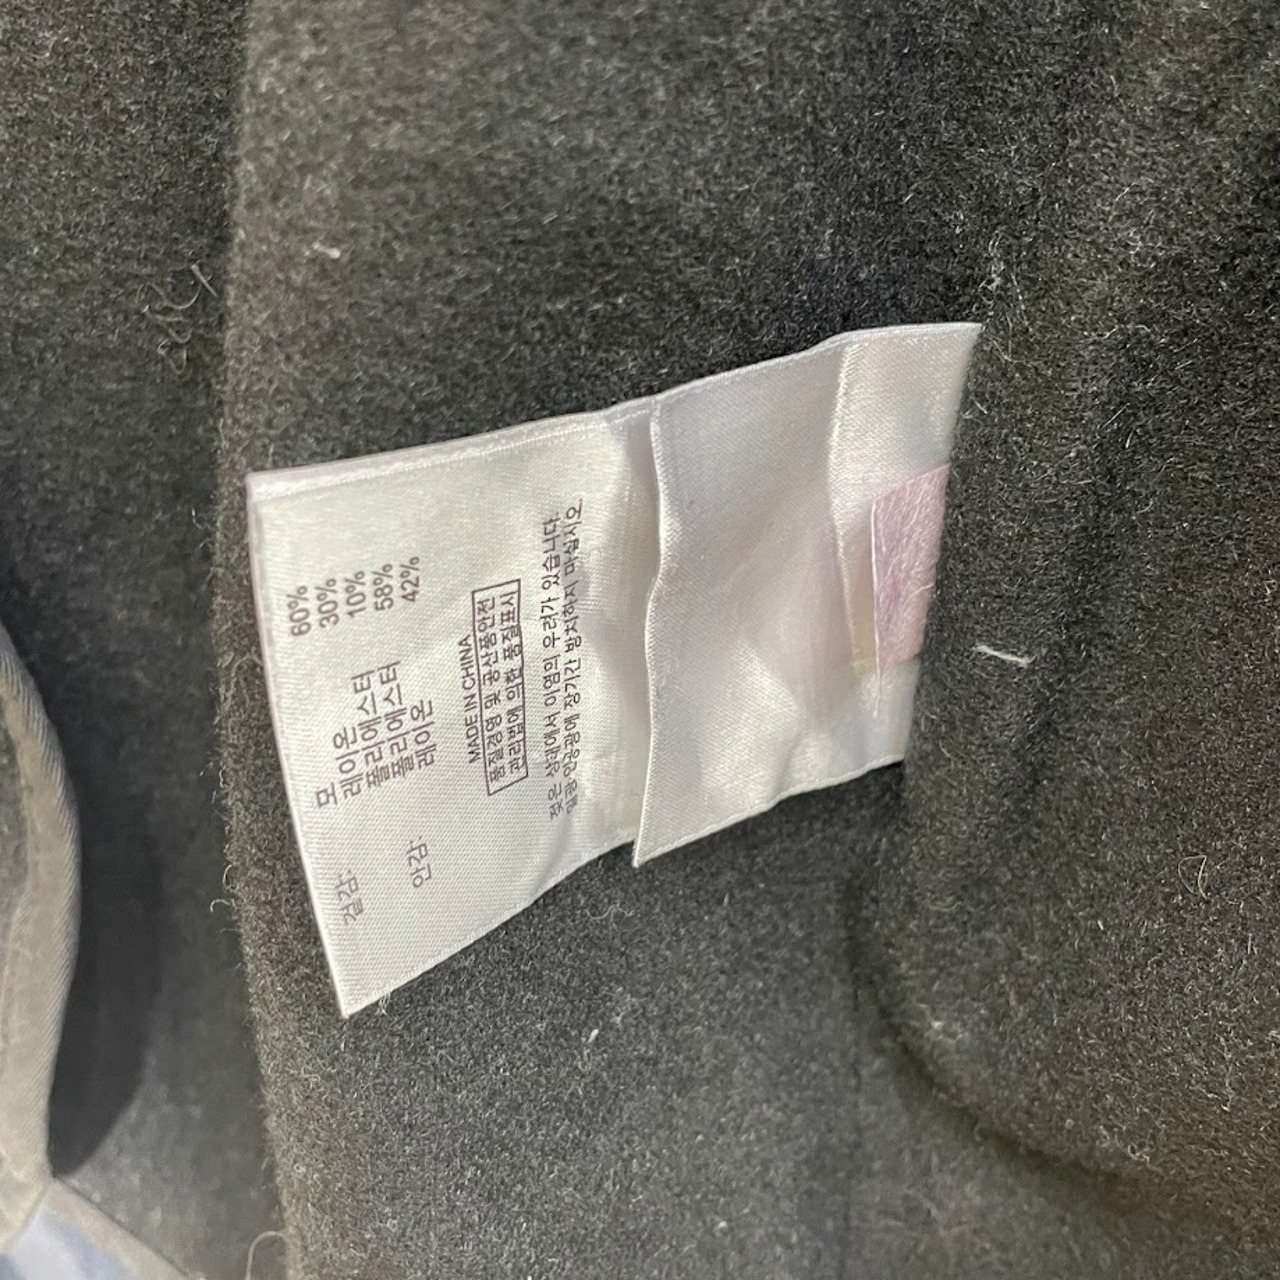 겉감: 모 60%
레이온 30%
폴리에스터 10%
안감: 폴리에스터 58%
레이온 42%
MADE IN CHINA
품질경영 및 공산품안전
관리법에 의한 품질표시
젖은 상태에서 이염의 우려가 있습니다.
일광,인공광에 장기간 방치하지 마십시오.